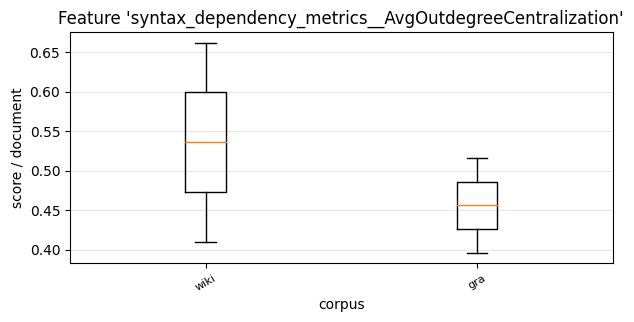 Feature 'syntax_dependency_metrics__AvgOutdegreeCentralization'
0.65
0.60
0.55
0.50
0.45
0.40
score / document
wiki
gra
corpus